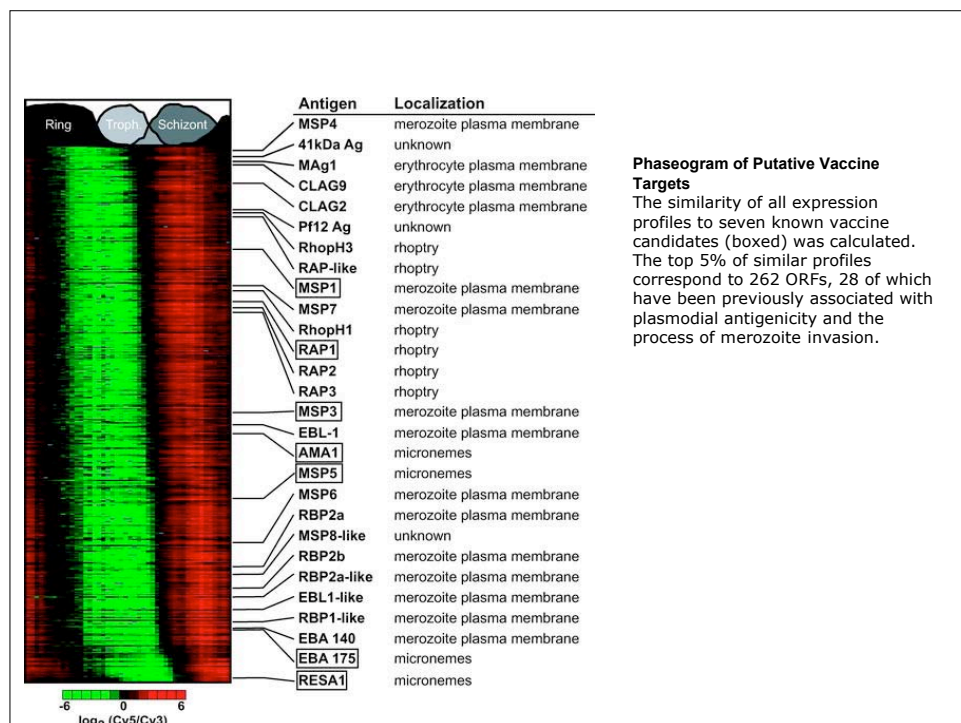 Antigen Localization
Ring Troph Schizont
MSP4 merozoite plasma membrane
41kDa Ag unknown
MAg1 erythrocyte plasma membrane
CLAG9 erythrocyte plasma membrane
CLAG2 erythrocyte plasma membrane
Pf12 Ag unknown
RhopH3 rhoptry
RAP-like rhoptry
MSP1 merozoite plasma membrane
MSP7 merozoite plasma membrane
RhopH1 rhoptry
RAP1 rhoptry
RAP2 rhoptry
RAP3 rhoptry
MSP3 merozoite plasma membrane
EBL-1 merozoite plasma membrane
AMA1 micronemes
MSP5 micronemes
MSP6 merozoite plasma membrane
RBP2a merozoite plasma membrane
MSP8-like unknown
RBP2b merozoite plasma membrane
RBP2a-like merozoite plasma membrane
EBL1-like merozoite plasma membrane
RBP1-like merozoite plasma membrane
EBA 140 merozoite plasma membrane
EBA 175 micronemes
RESA1 micronemes
-6 0 6
log2 (Cy5/Cy3)
Phaseogram of Putative Vaccine
Targets
The similarity of all expression
profiles to seven known vaccine
candidates (boxed) was calculated.
The top 5% of similar profiles
correspond to 262 ORFs, 28 of which
have been previously associated with
plasmodial antigenicity and the
process of merozoite invasion.